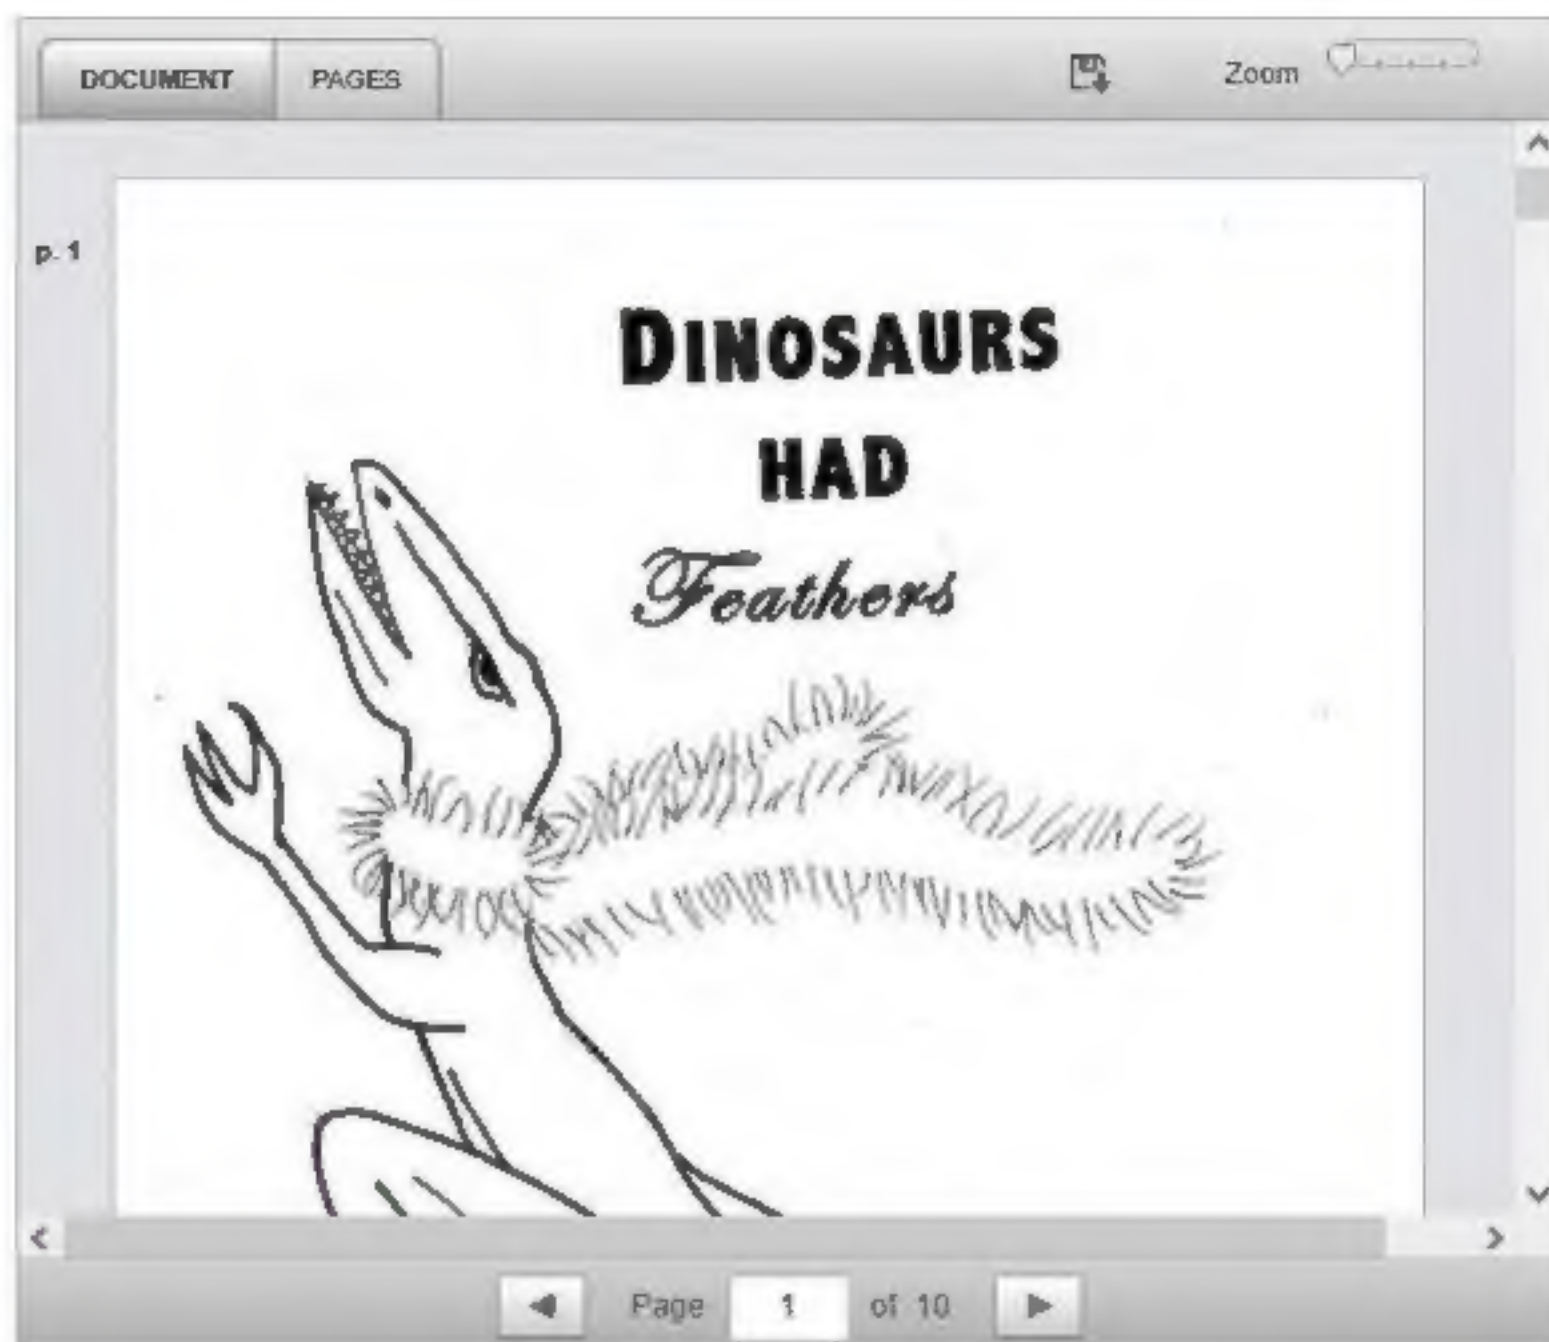 DOCUMENT PAGES Zoom
p. 1
DINOSAURS
HAD
Feathers
Page 1 of 10